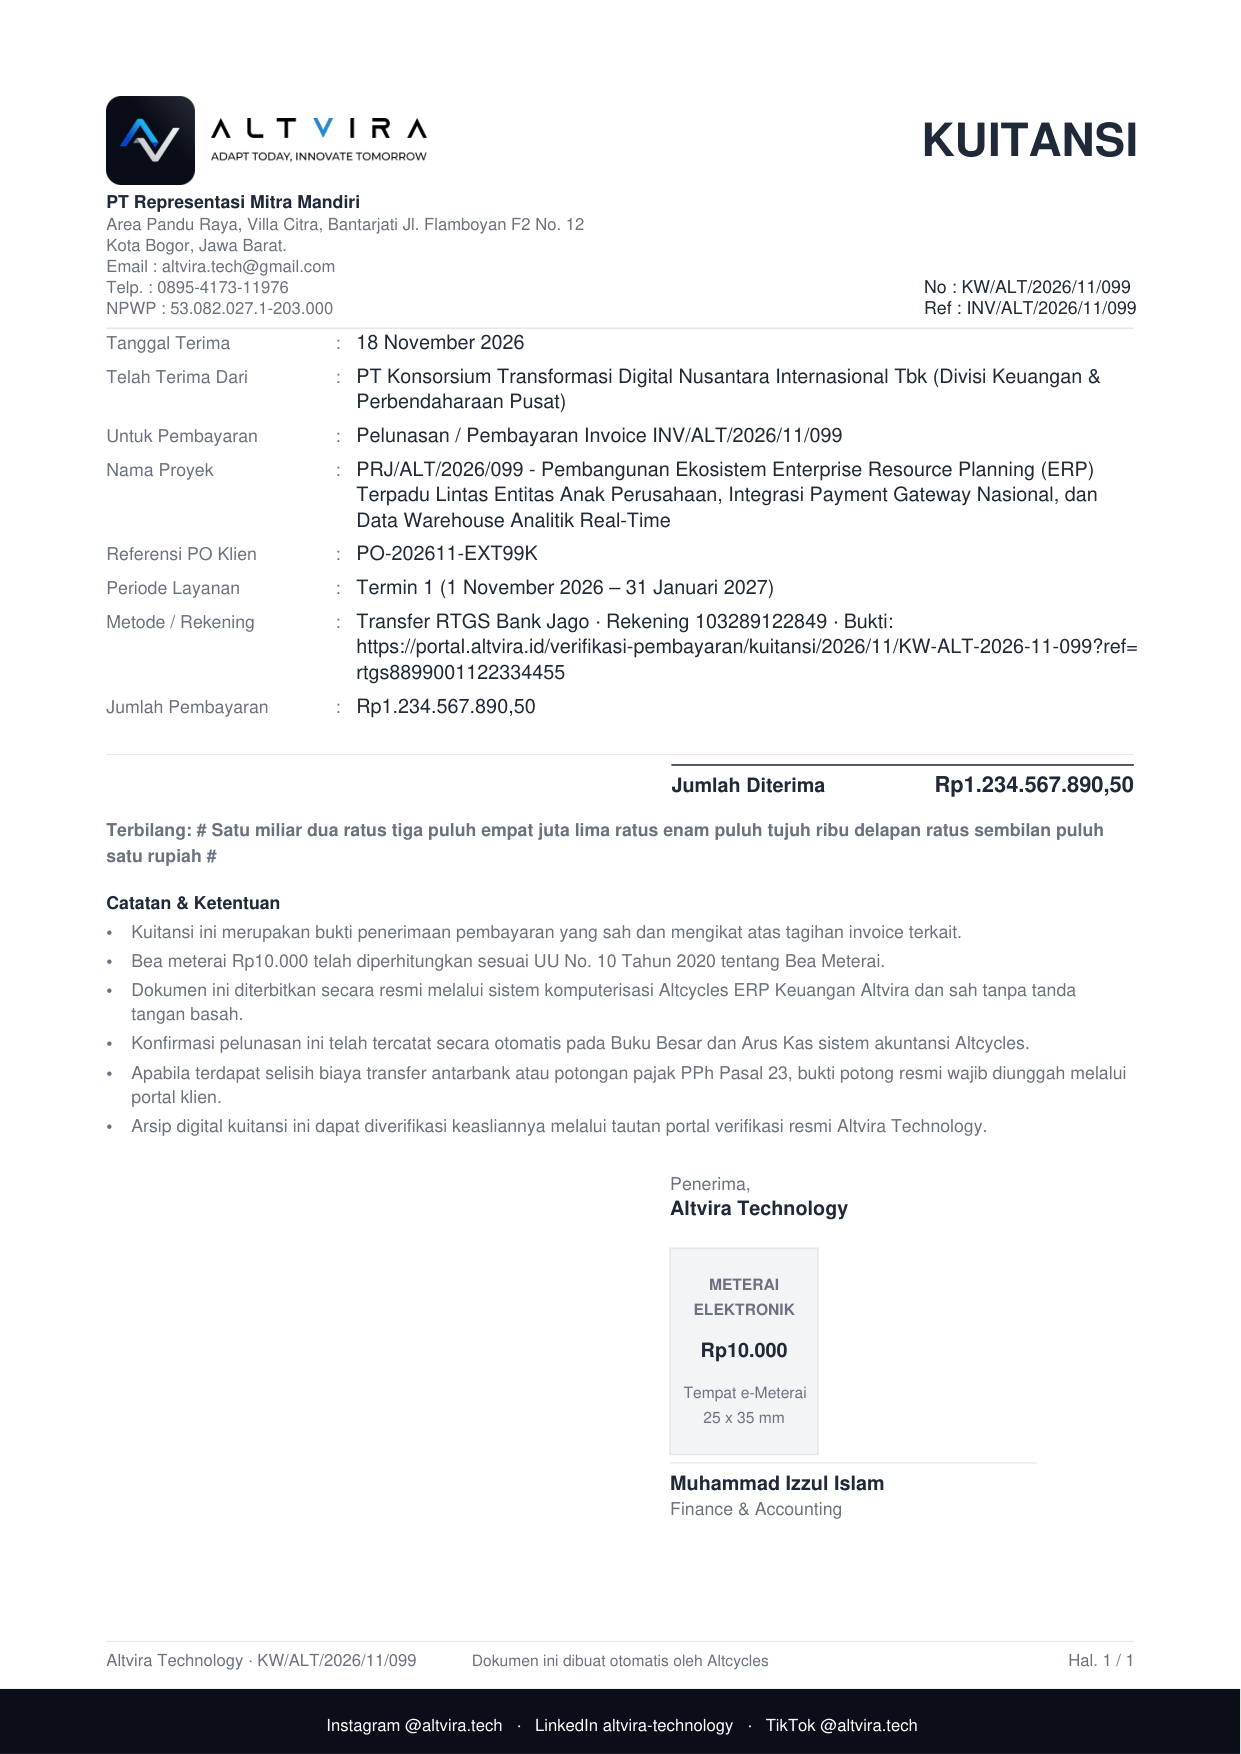 ALTVIRA
ADAPT TODAY, INNOVATE TOMORROW
KUITANSI
PT Representasi Mitra Mandiri
Area Pandu Raya, Villa Citra, Bantarjati Jl. Flamboyan F2 No. 12
Kota Bogor, Jawa Barat.
Email : altvira.tech@gmail.com
Telp. : 0895-4173-11976
NPWP : 53.082.027.1-203.000
No : KW/ALT/2026/11/099
Ref : INV/ALT/2026/11/099
Tanggal Terima : 18 November 2026
Telah Terima Dari : PT Konsorsium Transformasi Digital Nusantara Internasional Tbk (Divisi Keuangan &
Perbendaharaan Pusat)
Untuk Pembayaran : Pelunasan / Pembayaran Invoice INV/ALT/2026/11/099
Nama Proyek : PRJ/ALT/2026/099 - Pembangunan Ekosistem Enterprise Resource Planning (ERP)
Terpadu Lintas Entitas Anak Perusahaan, Integrasi Payment Gateway Nasional, dan
Data Warehouse Analitik Real-Time
Referensi PO Klien : PO-202611-EXT99K
Periode Layanan : Termin 1 (1 November 2026 – 31 Januari 2027)
Metode / Rekening : Transfer RTGS Bank Jago · Rekening 103289122849 · Bukti:
https://portal.altvira.id/verifikasi-pembayaran/kuitansi/2026/11/KW-ALT-2026-11-099?ref=
rtgs8899001122334455
Jumlah Pembayaran : Rp1.234.567.890,50
Jumlah Diterima Rp1.234.567.890,50
Terbilang: # Satu miliar dua ratus tiga puluh empat juta lima ratus enam puluh tujuh ribu delapan ratus sembilan puluh
satu rupiah #
Catatan & Ketentuan
• Kuitansi ini merupakan bukti penerimaan pembayaran yang sah dan mengikat atas tagihan invoice terkait.
• Bea meterai Rp10.000 telah diperhitungkan sesuai UU No. 10 Tahun 2020 tentang Bea Meterai.
• Dokumen ini diterbitkan secara resmi melalui sistem komputerisasi Altcycles ERP Keuangan Altvira dan sah tanpa tanda
tangan basah.
• Konfirmasi pelunasan ini telah tercatat secara otomatis pada Buku Besar dan Arus Kas sistem akuntansi Altcycles.
• Apabila terdapat selisih biaya transfer antarbank atau potongan pajak PPh Pasal 23, bukti potong resmi wajib diunggah melalui
portal klien.
• Arsip digital kuitansi ini dapat diverifikasi keasliannya melalui tautan portal verifikasi resmi Altvira Technology.
Penerima,
Altvira Technology
METERAI
ELEKTRONIK
Rp10.000
Tempat e-Meterai
25 x 35 mm
Muhammad Izzul Islam
Finance & Accounting
Altvira Technology · KW/ALT/2026/11/099 Dokumen ini dibuat otomatis oleh Altcycles Hal. 1 / 1
Instagram @altvira.tech · LinkedIn altvira-technology · TikTok @altvira.tech